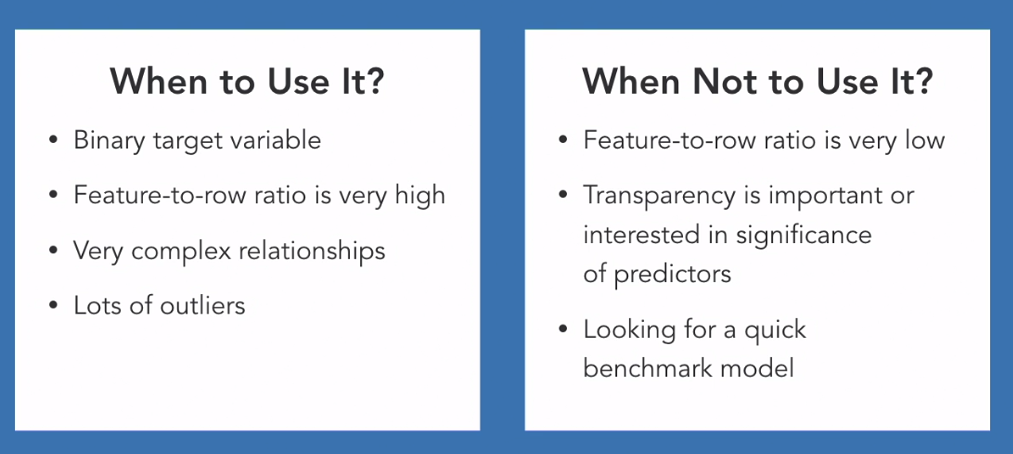 When to Use It?
• Binary target variable
• Feature-to-row ratio is very high
• Very complex relationships
• Lots of outliers
When Not to Use It?
• Feature-to-row ratio is very low
• Transparency is important or
interested in significance
of predictors
• Looking for a quick
benchmark model